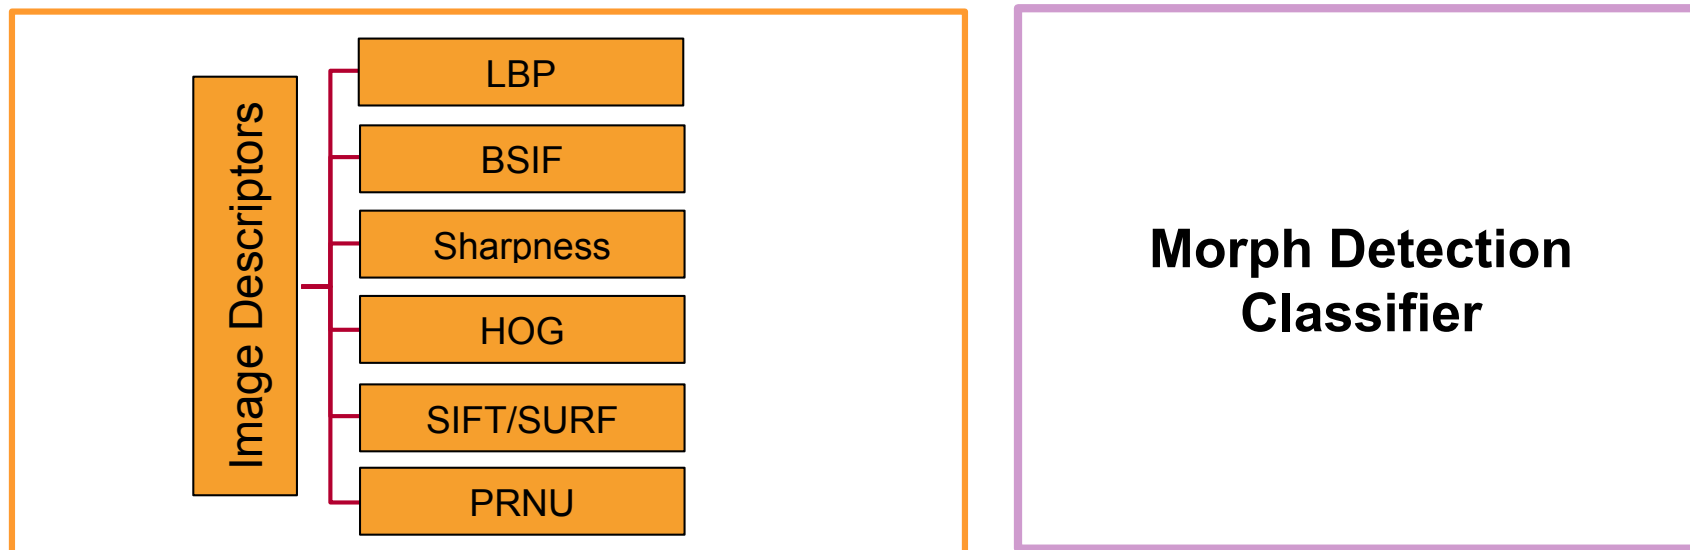 Image Descriptors
LBP
BSIF
Sharpness
HOG
SIFT/SURF
PRNU
Morph Detection
Classifier